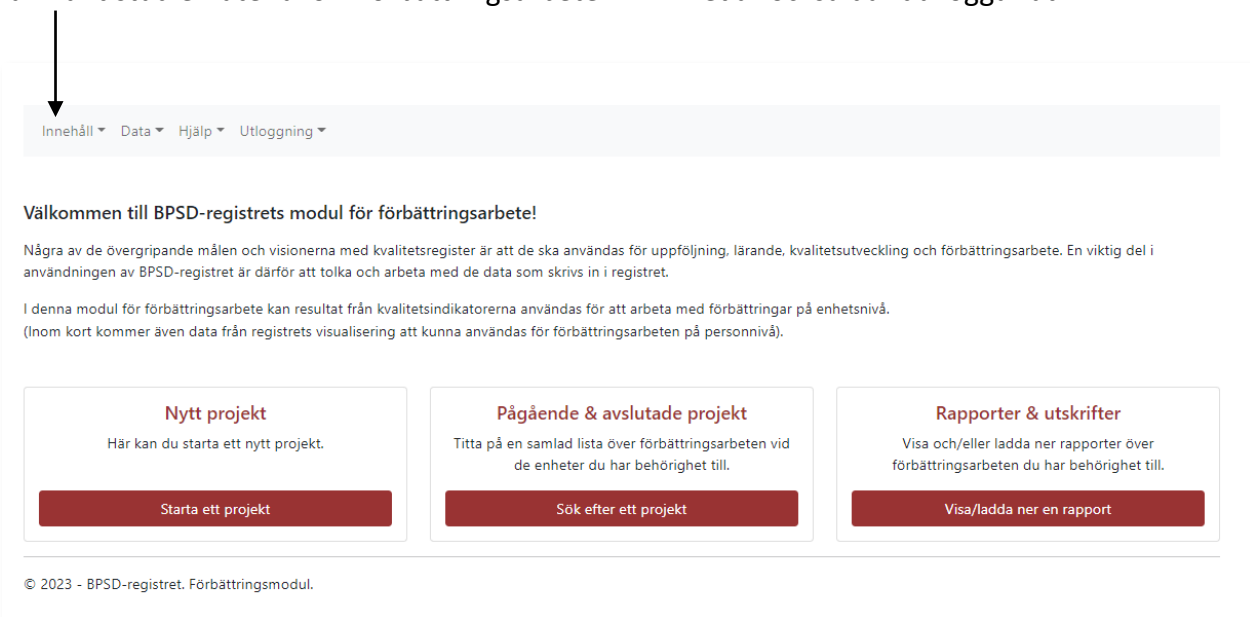 Innehåll Data Hjälp Utloggning
Välkommen till BPSD-registrets modul för förbättringsarbete!
Några av de övergripande målen och visionerna med kvalitetsregister är att de ska användas för uppföljning, lärande, kvalitetsutveckling och förbättringsarbete. En viktig del i
användningen av BPSD-registret är därför att tolka och arbeta med de data som skrivs in i registret.
I denna modul för förbättringsarbete kan resultat från kvalitetsindikatorerna användas för att arbeta med förbättringar på enhetsnivå.
(Inom kort kommer även data från registrets visualisering att kunna användas för förbättringsarbeten på personnivå).
Nytt projekt
Här kan du starta ett nytt projekt.
Starta ett projekt
Pågående & avslutade projekt
Titta på en samlad lista över förbättringsarbeten vid
de enheter du har behörighet till.
Sök efter ett projekt
Rapporter & utskrifter
Visa och/eller ladda ner rapporter över
förbättringsarbeten du har behörighet till.
Visa/ladda ner en rapport
© 2023 - BPSD-registret. Förbättringsmodul.